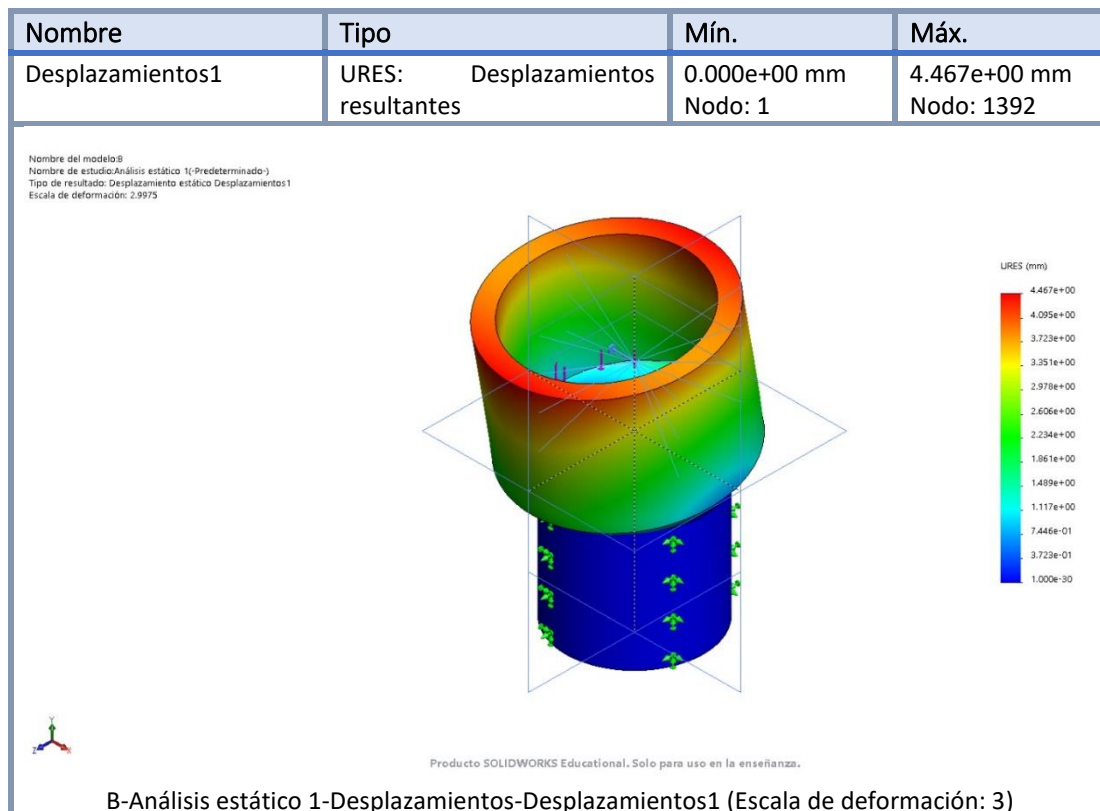 Nombre Tipo Mín. Máx.
Desplazamientos1 URES: Desplazamientos 0.000e+00 mm 4.467e+00 mm
resultantes Nodo: 1 Nodo: 1392
Nombre del modelo:B
Nombre de estudio:Análisis estático 1(-Predeterminado-)
Tipo de resultado: Desplazamiento estático Desplazamientos1
Escala de deformación: 2.9975
URES (mm)
4.467e+00
4.095e+00
3.723e+00
3.351e+00
2.978e+00
2.606e+00
2.234e+00
1.861e+00
1.489e+00
1.117e+00
7.446e-01
3.723e-01
1.000e-30
Y
Z X
Producto SOLIDWORKS Educational. Solo para uso en la enseñanza.
B-Análisis estático 1-Desplazamientos-Desplazamientos1 (Escala de deformación: 3)